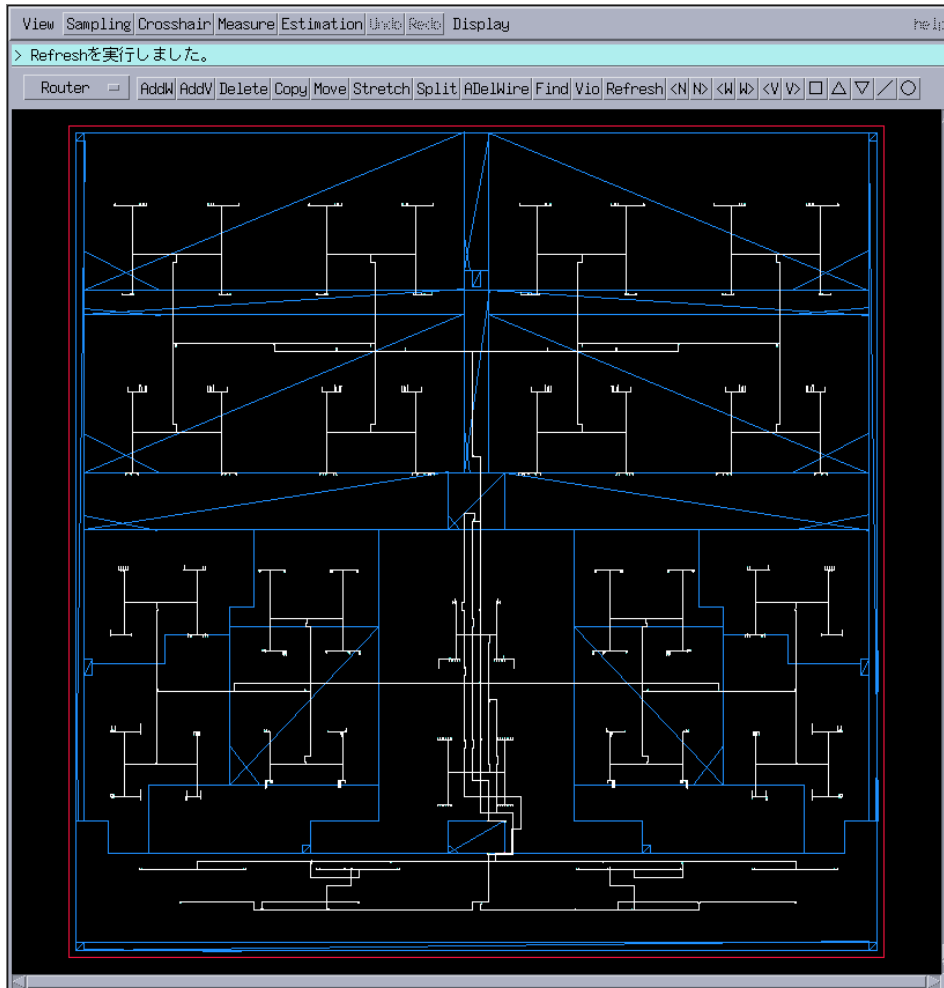 View Sampling Crosshair Measure Estimation Undo Redo Display help
> Refreshを実行しました。
Router AddW AddV Delete Copy Move Stretch Split ADelWire Find Vio Refresh <N N> <W W> <V V>